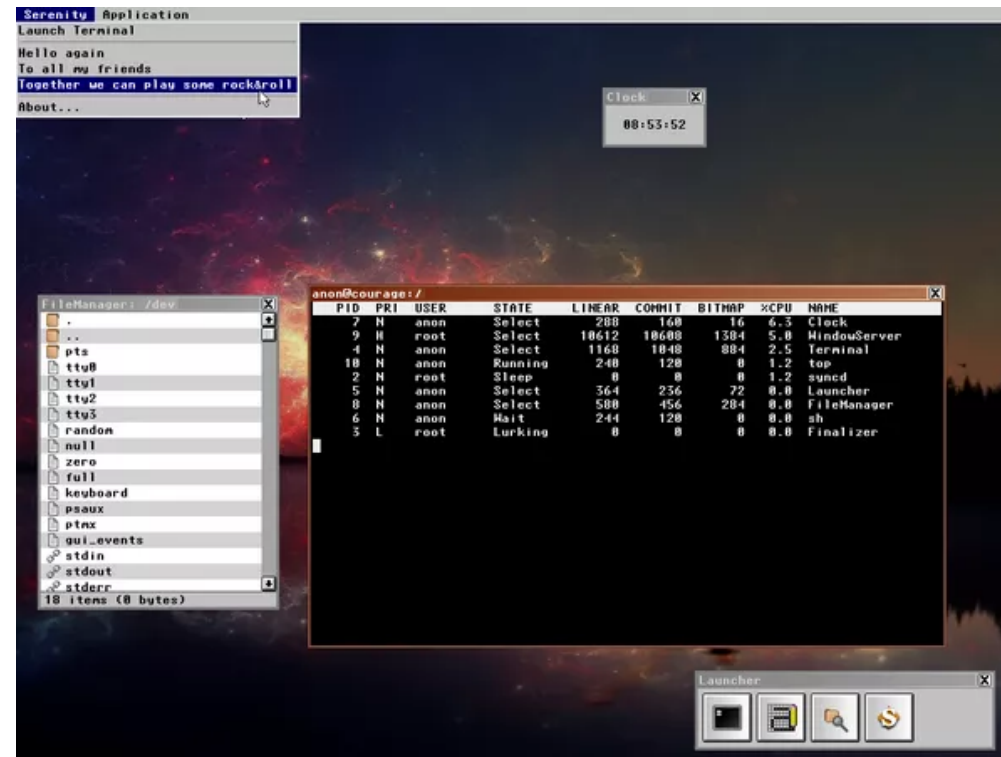 Serenity Application
Launch Terminal
Hello again
To all my friends
Together we can play some rock&roll
About...
Clock
08:53:52
FileManager: /dev
.
..
pts
tty0
tty1
tty2
tty3
random
null
zero
full
keyboard
psaux
ptmx
gui_events
stdin
stdout
stderr
18 items (0 bytes)
anon@courage:/
PID PRI USER STATE LINEAR COMMIT BITMAP %CPU NAME
7 N anon Select 288 160 16 6.3 Clock
9 H root Select 10612 10608 1384 5.0 WindowServer
4 N anon Select 1168 1048 884 2.5 Terminal
10 N anon Running 240 120 0 1.2 top
2 N root Sleep 0 0 0 1.2 syncd
5 N anon Select 364 236 72 0.0 Launcher
8 N anon Select 580 456 284 0.0 FileManager
6 N anon Wait 244 120 0 0.0 sh
3 L root Lurking 0 0 0 0.0 Finalizer
Launcher